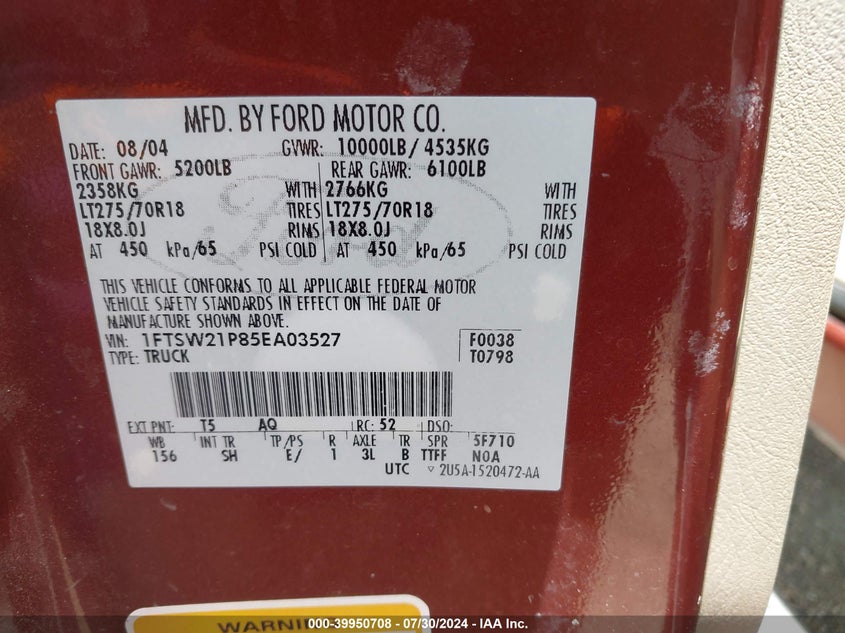 MFD. BY FORD MOTOR CO.
DATE: 08/04 GVWR: 10000LB/ 4535KG
FRONT GAWR: 5200LB REAR GAWR: 6100LB
2358KG WITH 2766KG WITH
LT275/70R18 TIRES LT275/70R18 TIRES
18X8.0J RIMS 18X8.0J RIMS
AT 450 kPa/65 PSI COLD AT 450 kPa/65 PSI COLD
THIS VEHICLE CONFORMS TO ALL APPLICABLE FEDERAL MOTOR
VEHICLE SAFETY STANDARDS IN EFFECT ON THE DATE OF
MANUFACTURE SHOWN ABOVE.
VIN: 1FTSW21P85EA03527 F0038
TYPE: TRUCK T0798
EXT PNT: T5 AQ RC: 52 DSO:
WB INT TR TP/PS R AXLE TR SPR 5F710
156 SH E/ 1 3L B TTFF NOA
UTC ▽ 2U5A-1520472-AA
Ford
WARNING
000-39950708 - 07/30/2024 - IAA Inc.